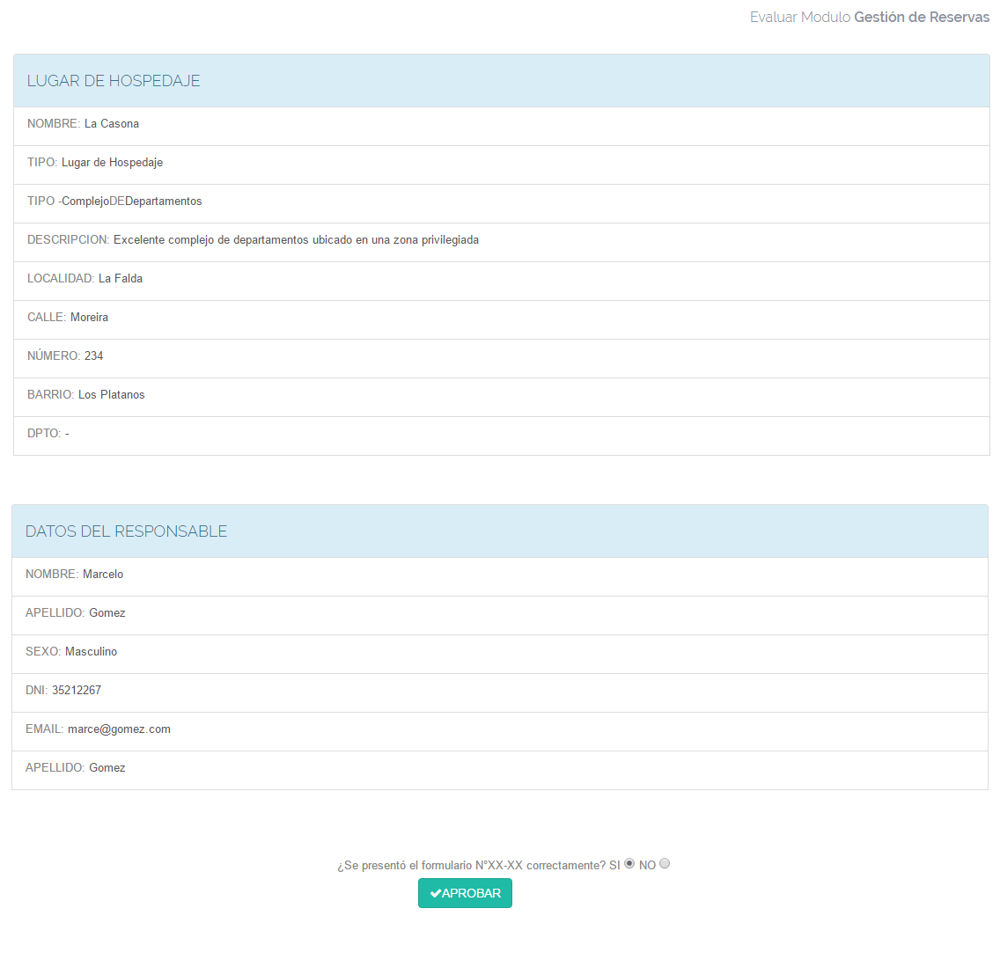 Evaluar Modulo Gestión de Reservas
LUGAR DE HOSPEDAJE
NOMBRE: La Casona
TIPO: Lugar de Hospedaje
TIPO -ComplejoDEDepartamentos
DESCRIPCION: Excelente complejo de departamentos ubicado en una zona privilegiada
LOCALIDAD: La Falda
CALLE: Moreira
NÚMERO: 234
BARRIO: Los Platanos
DPTO: -
DATOS DEL RESPONSABLE
NOMBRE: Marcelo
APELLIDO: Gomez
SEXO: Masculino
DNI: 35212267
EMAIL: marce@gomez.com
APELLIDO: Gomez
¿Se presentó el formulario N°XX-XX correctamente? SI NO
APROBAR